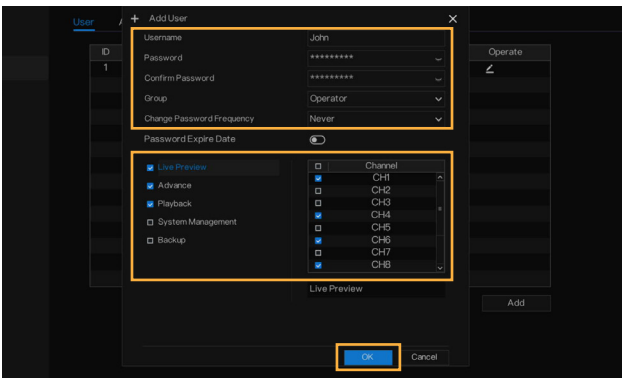 User
+ Add User
×
Username John
Password *********
Confirm Password *********
Group Operator
Change Password Frequency Never
Password Expire Date
ID
Operate
1
Live Preview
Advance
Playback
System Management
Backup
Channel
CH1
CH2
CH3
CH4
CH5
CH6
CH7
CH8
Live Preview
Add
OK
Cancel